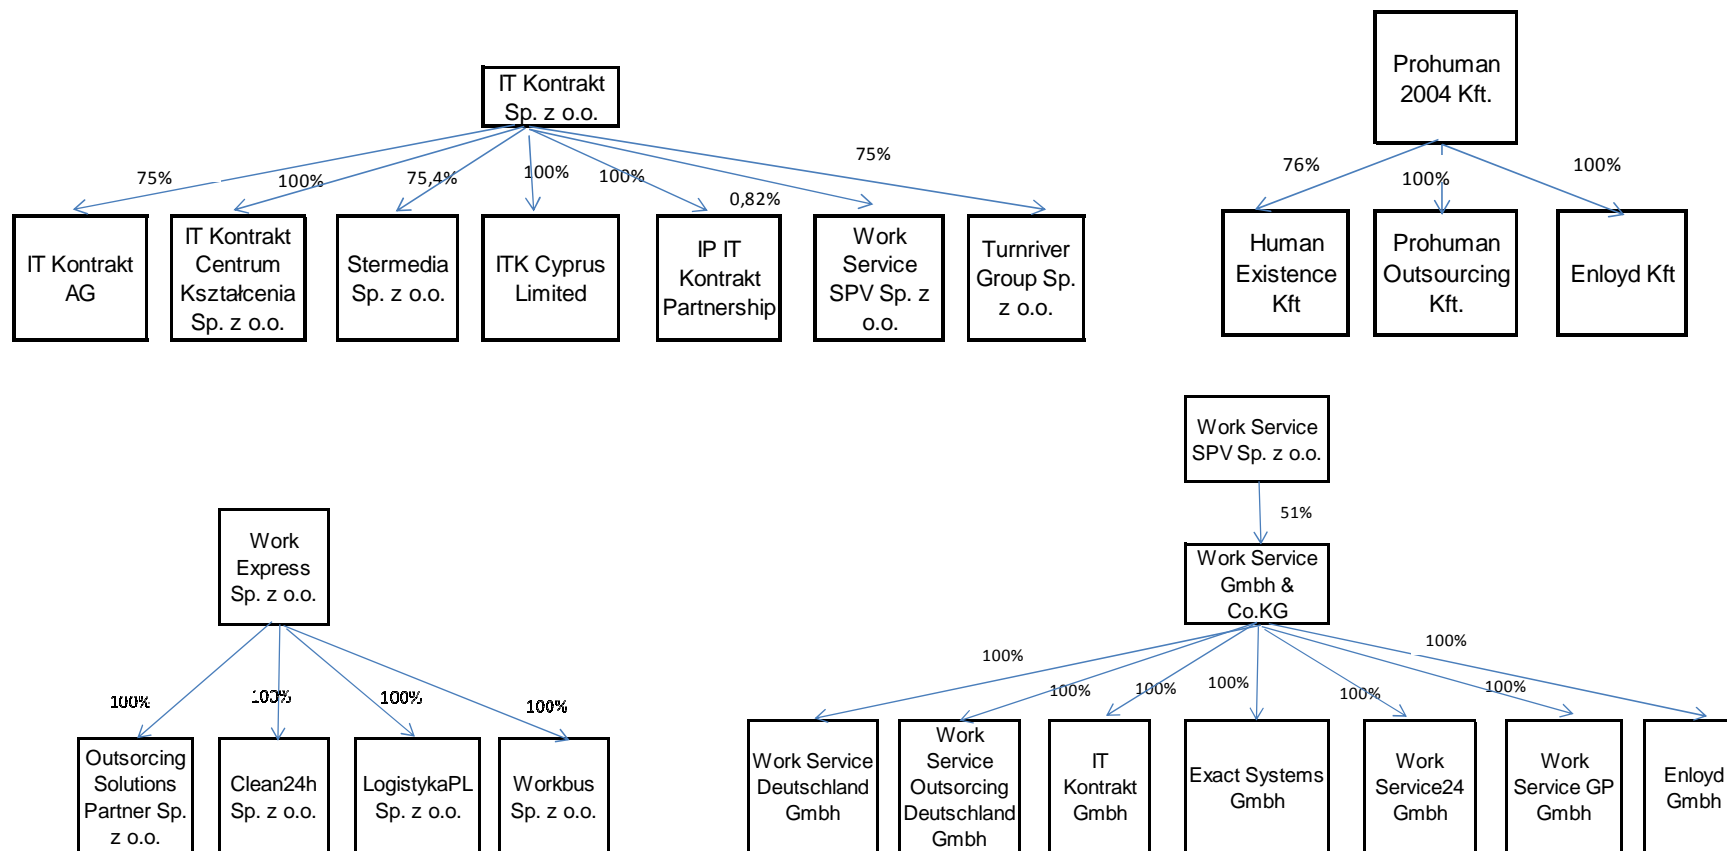 IT Kontrakt
Sp. z o.o.
75%
100%
75,4%
100%
100%
0,82%
75%
IT Kontrakt
AG
IT Kontrakt
Centrum
Kształcenia
Sp. z o.o.
Stermedia
Sp. z o.o.
ITK Cyprus
Limited
IP IT
Kontrakt
Partnership
Work
Service
SPV Sp. z
o.o.
Turnriver
Group Sp.
z o.o.
Prohuman
2004 Kft.
76%
100%
100%
Human
Existence
Kft
Prohuman
Outsourcing
Kft.
Enloyd Kft
Work
Express
Sp. z o.o.
100%
100%
100%
100%
Outsorcing
Solutions
Partner Sp.
z o.o.
Clean24h
Sp. z o.o.
LogistykaPL
Sp. z o.o.
Workbus
Sp. z o.o.
Work Service
SPV Sp. z o.o.
51%
Work Service
Gmbh &
Co.KG
100%
100%
100%
100%
100%
100%
100%
Work Service
Deutschland
Gmbh
Work
Service
Outsorcing
Deutschland
Gmbh
IT
Kontrakt
Gmbh
Exact Systems
Gmbh
Work
Service24
Gmbh
Work
Service GP
Gmbh
Enloyd
Gmbh